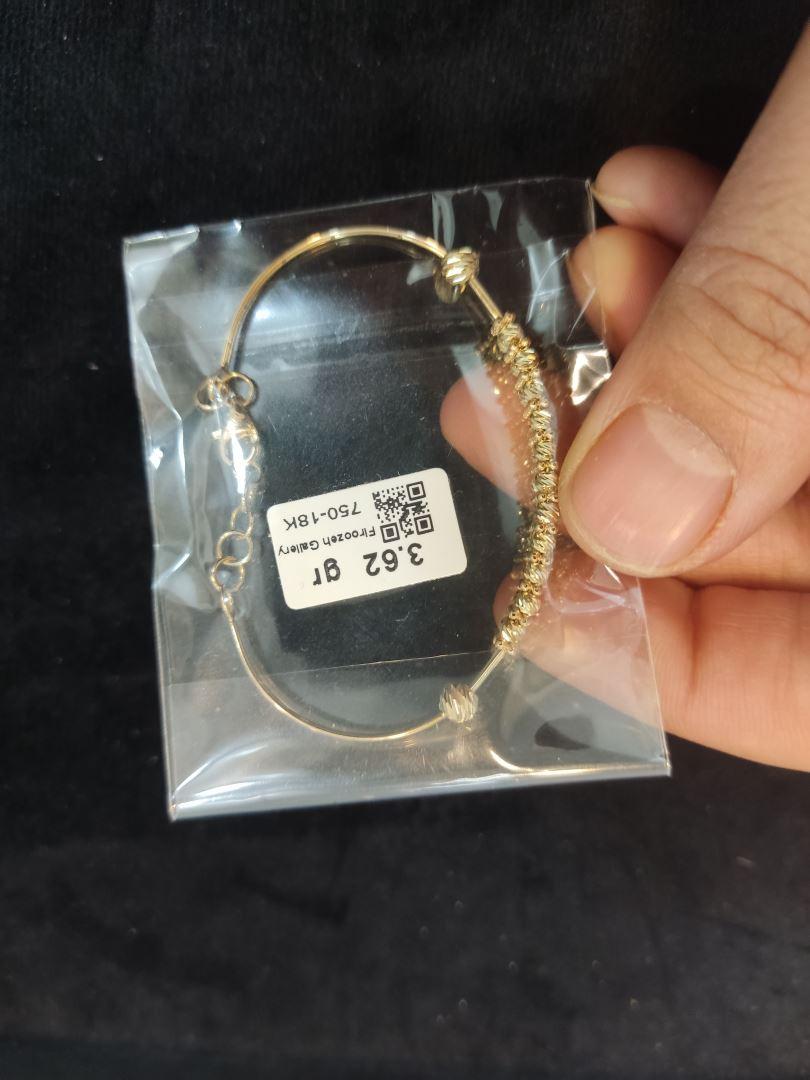 3.62 gr
Firoozeh Gallery
750-18K